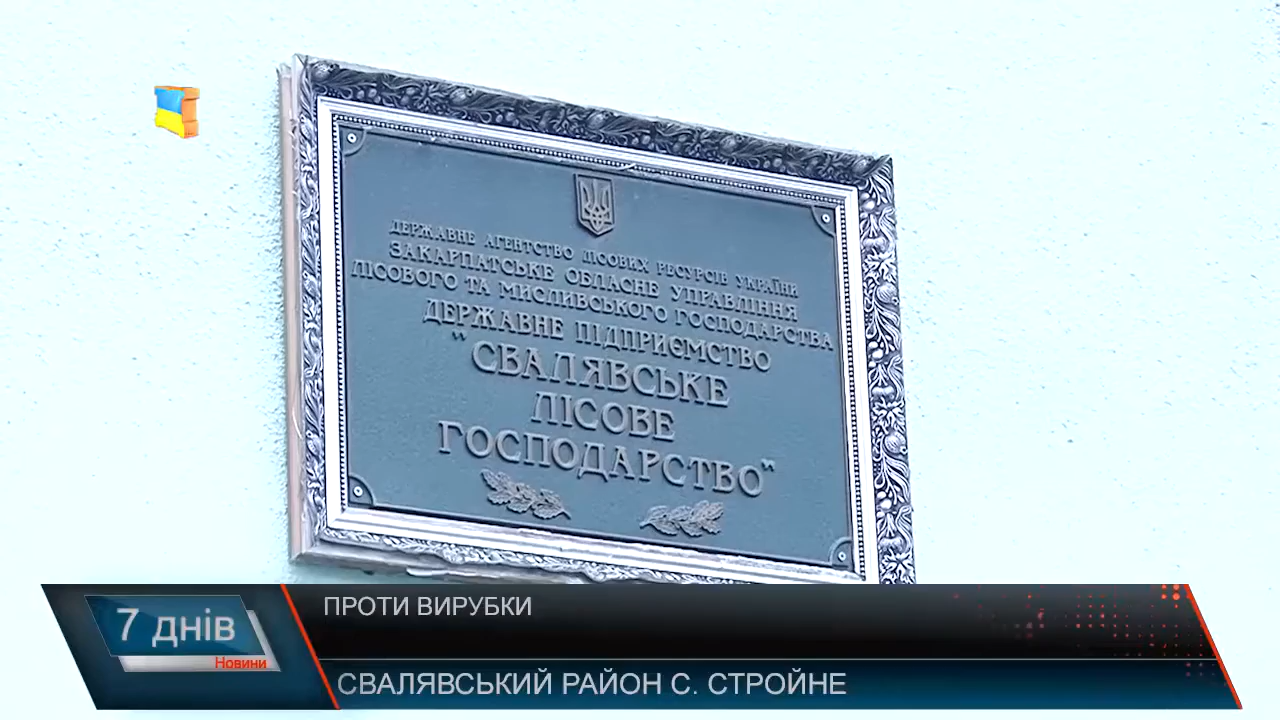 ДЕРЖАВНЕ АГЕНТСТВО ЛІСОВИХ РЕСУРСІВ УКРАЇНИ
ЗАКАРПАТСЬКЕ ОБЛАСНЕ УПРАВЛІННЯ
ЛІСОВОГО ТА МИСЛИВСЬКОГО ГОСПОДАРСТВА
ДЕРЖАВНЕ ПІДПРИЄМСТВО
"СВАЛЯВСЬКЕ
ЛІСОВЕ
ГОСПОДАРСТВО"
7 днів
Новини
ПРОТИ ВИРУБКИ
СВАЛЯВСЬКИЙ РАЙОН С. СТРОЙНЕ